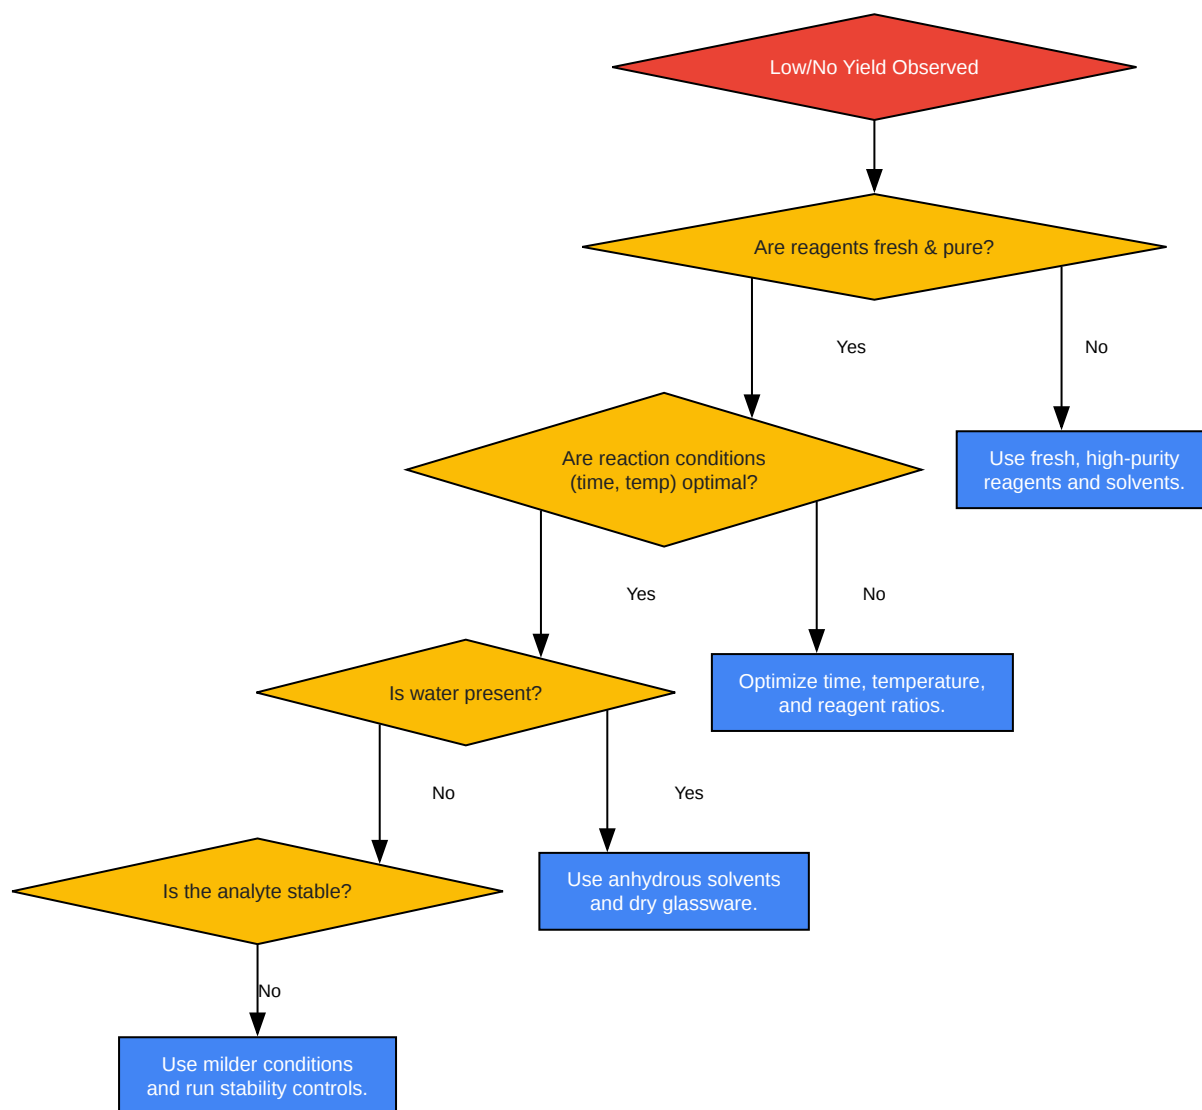 Low/No Yield Observed
Are reagents fresh & pure?
Yes
No
Are reaction conditions
(time, temp) optimal?
Use fresh, high-purity
reagents and solvents.
Yes
No
Is water present?
Optimize time, temperature,
and reagent ratios.
No
Yes
Is the analyte stable?
Use anhydrous solvents
and dry glassware.
No
Use milder conditions
and run stability controls.